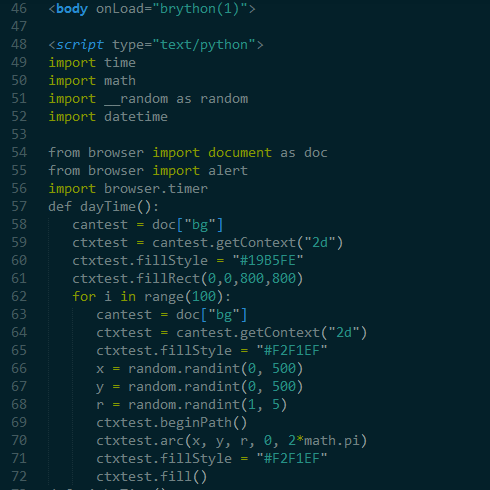 46 <body onLoad="brython(1)">
47
48 <script type="text/python">
49 import time
50 import math
51 import __random as random
52 import datetime
53
54 from browser import document as doc
55 from browser import alert
56 import browser.timer
57 def dayTime():
58 cantest = doc["bg"]
59 ctxtest = cantest.getContext("2d")
60 ctxtest.fillStyle = "#19B5FE"
61 ctxtest.fillRect(0,0,800,800)
62 for i in range(100):
63 cantest = doc["bg"]
64 ctxtest = cantest.getContext("2d")
65 ctxtest.fillStyle = "#F2F1EF"
66 x = random.randint(0, 500)
67 y = random.randint(0, 500)
68 r = random.randint(1, 5)
69 ctxtest.beginPath()
70 ctxtest.arc(x, y, r, 0, 2*math.pi)
71 ctxtest.fillStyle = "#F2F1EF"
72 ctxtest.fill()